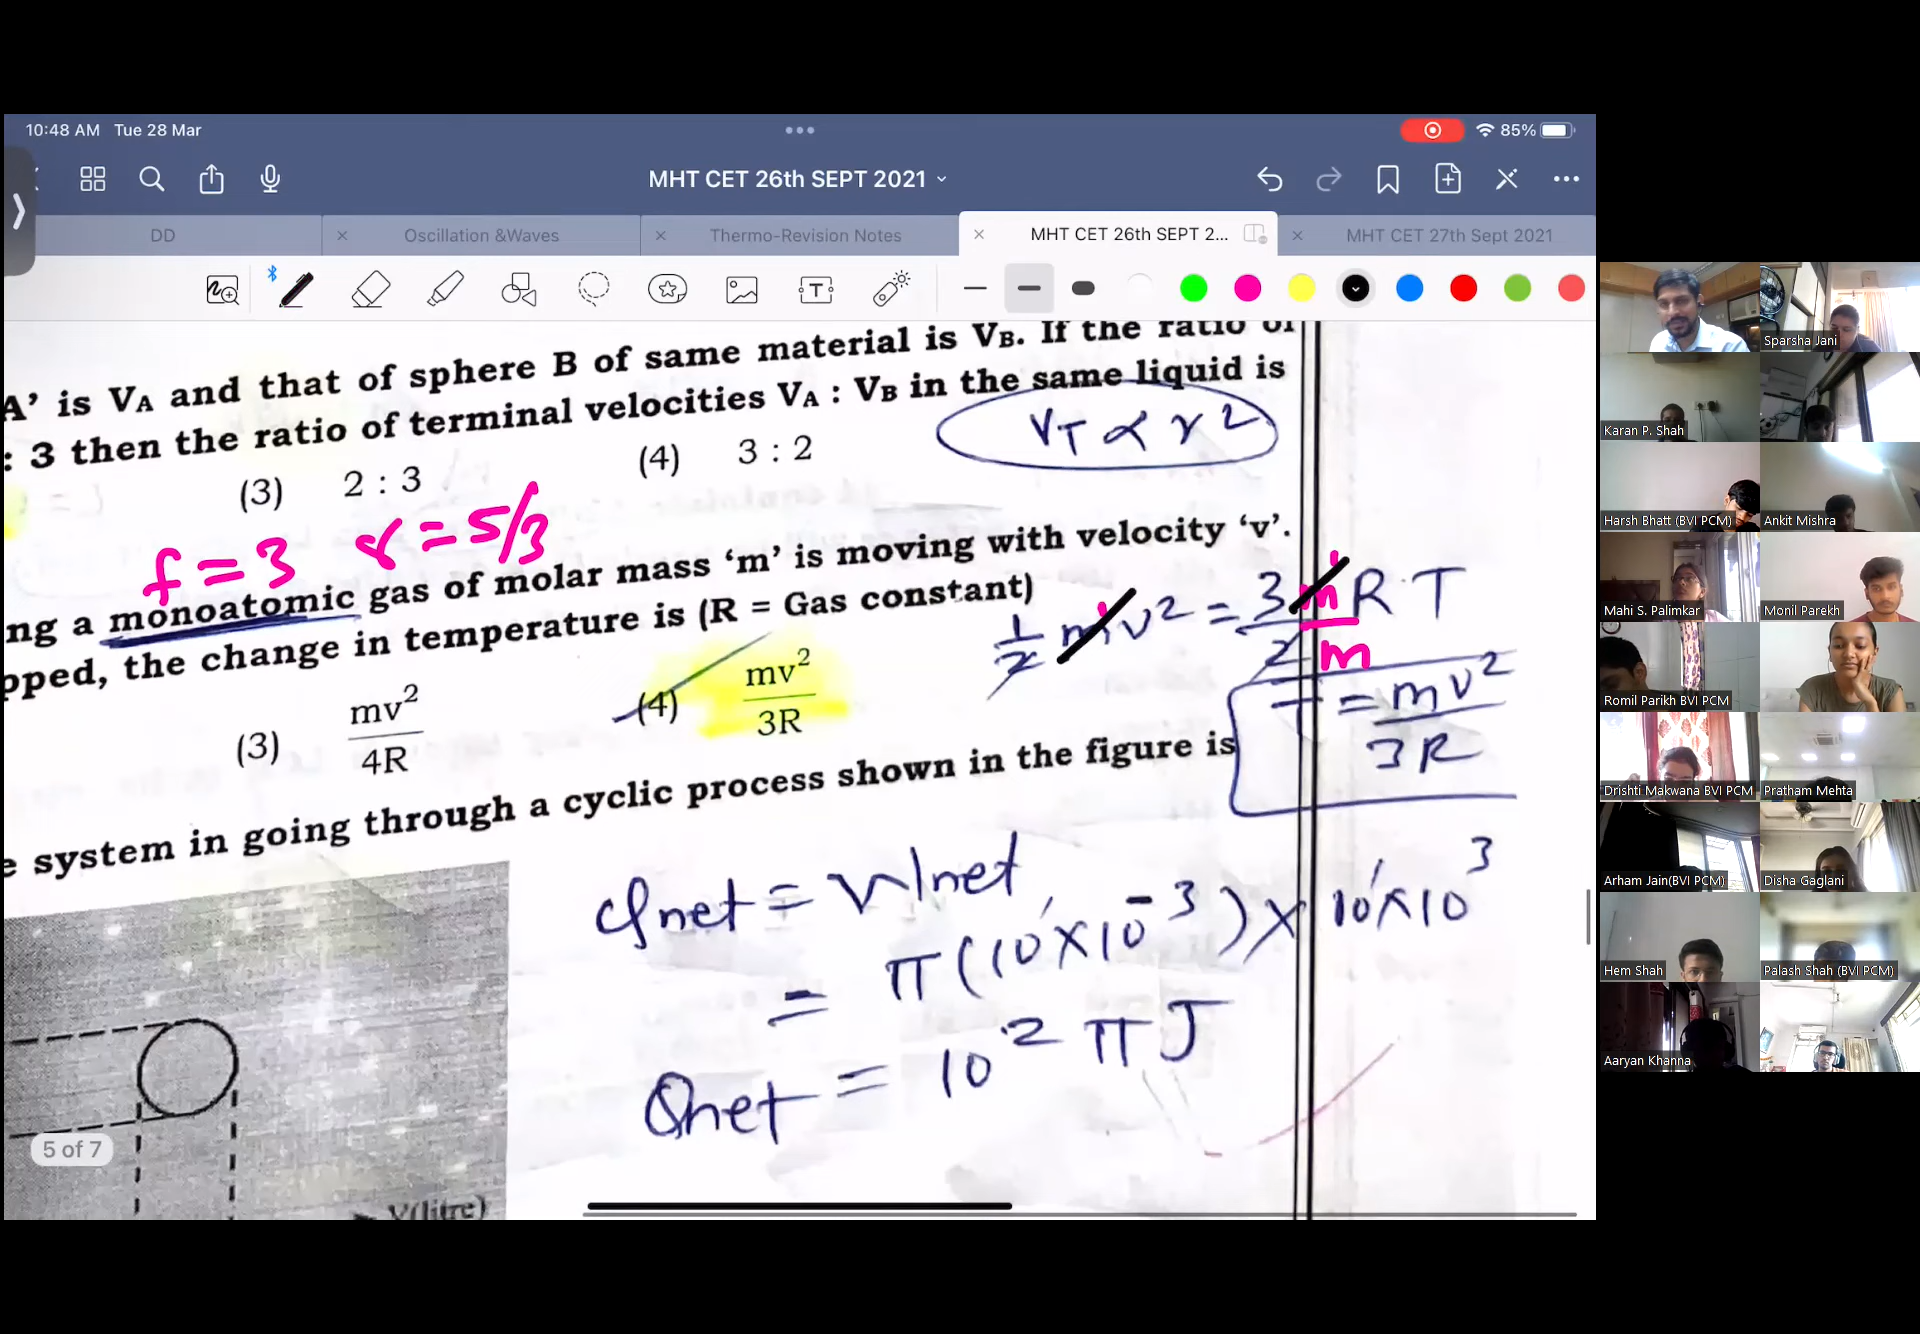 10:48 AM Tue 28 Mar
85%
MHT CET 26th SEPT 2021
DD
Oscillation &Waves
Thermo-Revision Notes
MHT CET 26th SEPT 2...
MHT CET 27th Sept 2021
A' is VA and that of sphere B of same material is VB. If the ratio of
: 3 then the ratio of terminal velocities VA : VB in the same liquid is
VT ∝ r²
(3) 2 : 3 (4) 3 : 2
f = 3 γ = 5/3
ng a monoatomic gas of molar mass 'm' is moving with velocity 'v'.
pped, the change in temperature is (R = Gas constant)
(3) mv²/4R (4) mv²/3R
1/2 mv² = 3/2 m/m R T
T = mv²/3R
e system in going through a cyclic process shown in the figure is
Qnet = Wnet
= π(10×10⁻³)×10×10³
Qnet = 10² π J
V(litre)
5 of 7
Sparsha Jani
Karan P. Shah
Harsh Bhatt (BVI PCM)
Ankit Mishra
Mahi S. Palimkar
Monil Parekh
Romil Parikh BVI PCM
Drishti Makwana BVI PCM
Pratham Mehta
Arham Jain(BVI PCM)
Disha Gaglani
Hem Shah
Palash Shah (BVI PCM)
Aaryan Khanna